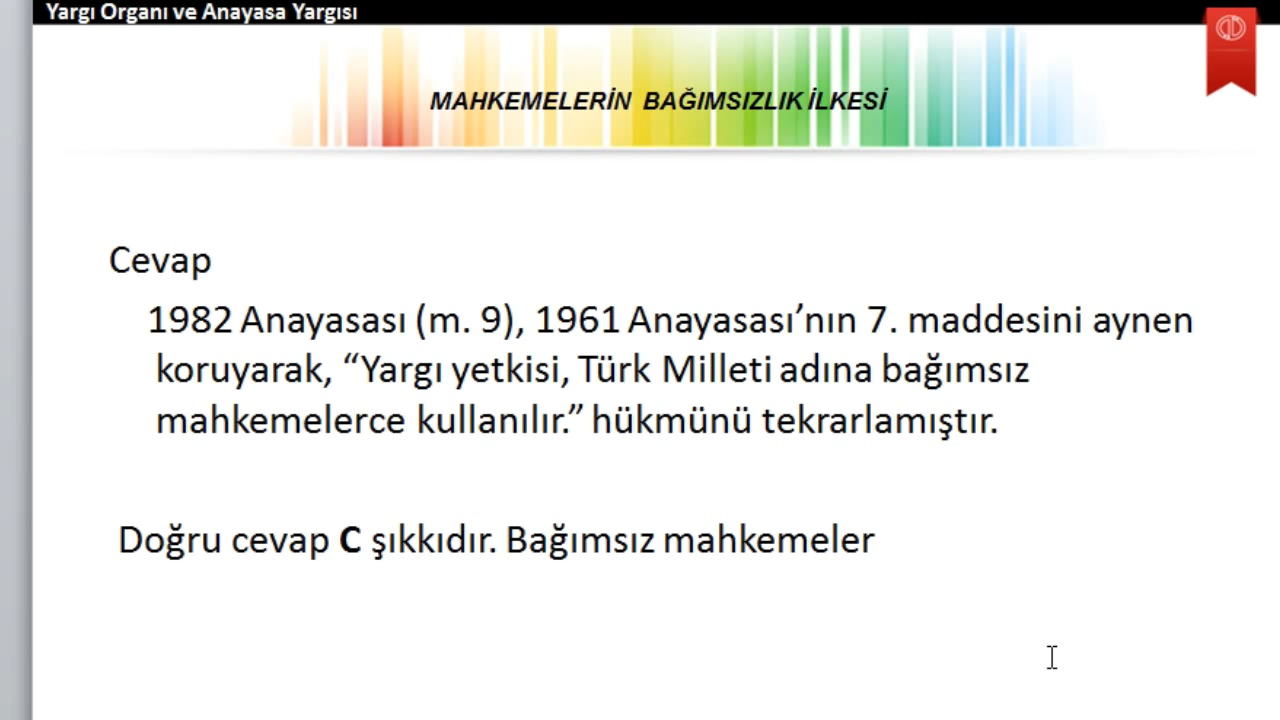 Yargı Organı ve Anayasa Yargısı
MAHKEMELERİN BAĞIMSIZLIK İLKESİ
Cevap
1982 Anayasası (m. 9), 1961 Anayasası’nın 7. maddesini aynen
koruyarak, “Yargı yetkisi, Türk Milleti adına bağımsız
mahkemelerce kullanılır.” hükmünü tekrarlamıştır.
Doğru cevap C şıkkıdır. Bağımsız mahkemeler